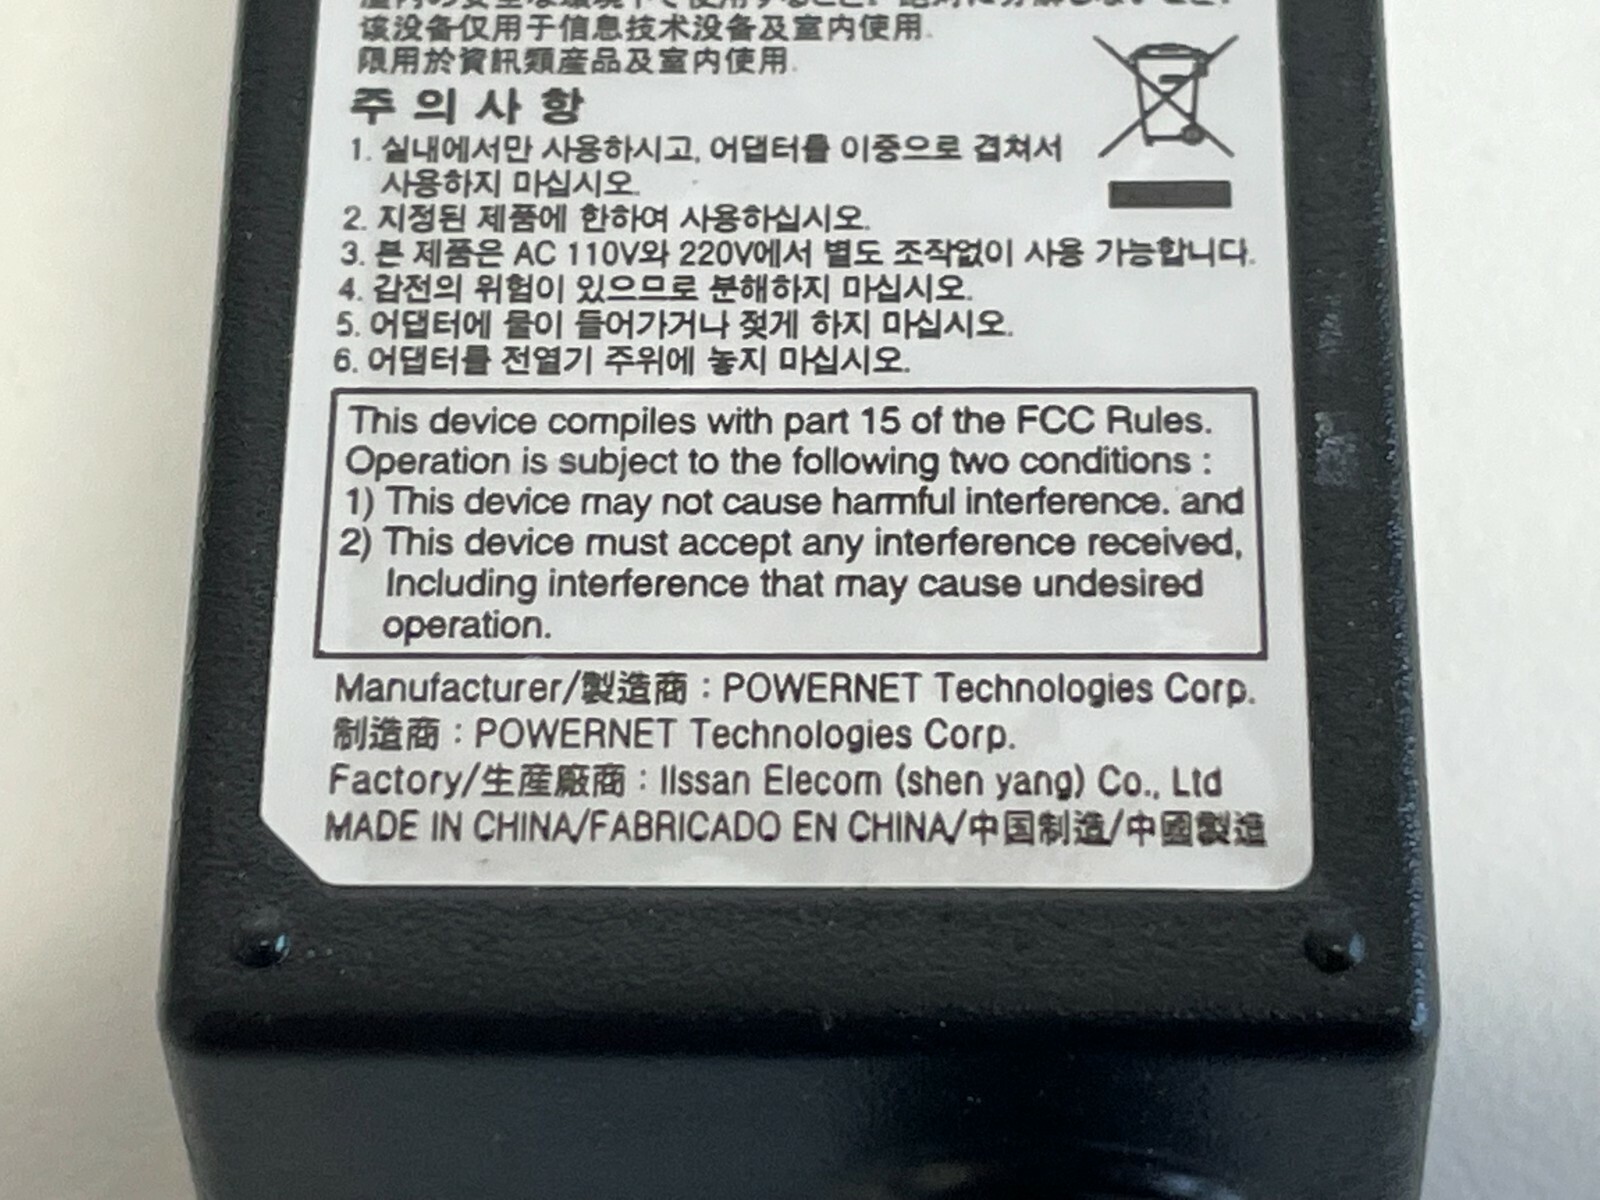 该没备仅用于信息技术没备及室内使用.
限用於資訊類産品及室内使用.
주 의 사 항
1. 실내에서만 사용하시고, 어댑터를 이중으로 겹쳐서
사용하지 마십시오.
2. 지정된 제품에 한하여 사용하십시오.
3. 본 제품은 AC 110V와 220V에서 별도 조작없이 사용 가능합니다.
4. 감전의 위험이 있으므로 분해하지 마십시오.
5. 어댑터에 물이 들어가거나 젖게 하지 마십시오.
6. 어댑터를 전열기 주위에 놓지 마십시오.
This device compiles with part 15 of the FCC Rules.
Operation is subject to the following two conditions :
1) This device may not cause harmful interference. and
2) This device must accept any interference received,
Including interference that may cause undesired
operation.
Manufacturer/製造商 : POWERNET Technologies Corp.
制造商 : POWERNET Technologies Corp.
Factory/生産廠商 : IIssan Elecom (shen yang) Co., Ltd
MADE IN CHINA/FABRICADO EN CHINA/中国制造/中國製造